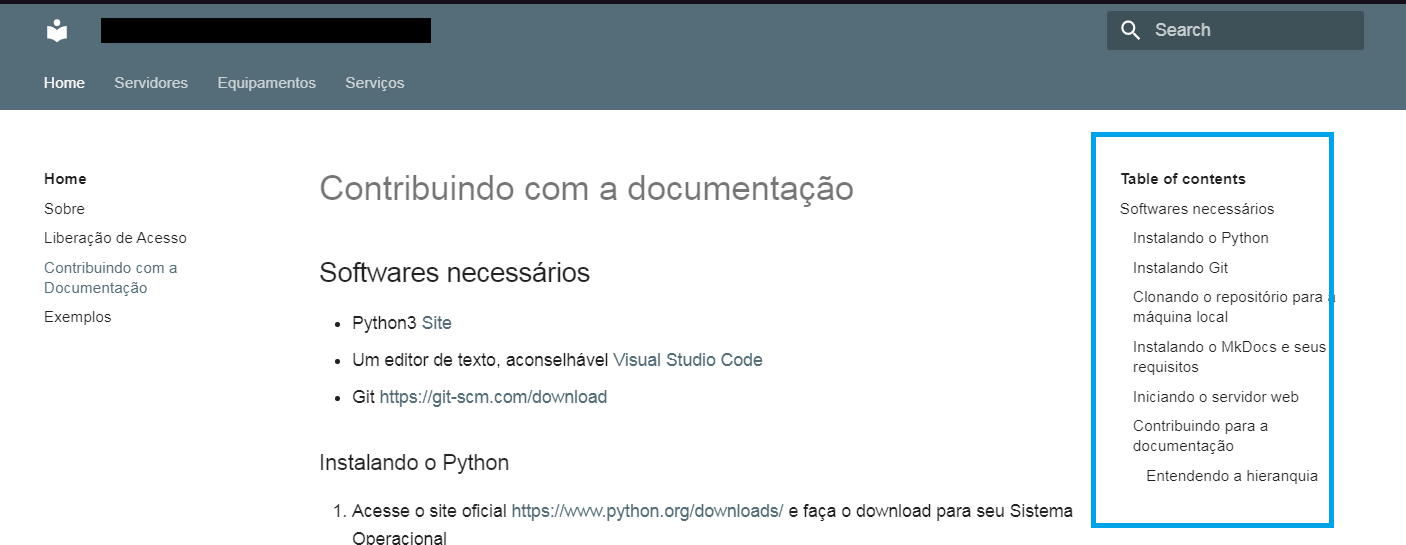 Search
Home Servidores Equipamentos Serviços
Home
Sobre
Liberação de Acesso
Contribuindo com a
Documentação
Exemplos
Contribuindo com a documentação
Softwares necessários
• Python3 Site
• Um editor de texto, aconselhável Visual Studio Code
• Git https://git-scm.com/download
Instalando o Python
1. Acesse o site oficial https://www.python.org/downloads/ e faça o download para seu Sistema
Operacional
Table of contents
Softwares necessários
Instalando o Python
Instalando Git
Clonando o repositório para a
máquina local
Instalando o MkDocs e seus
requisitos
Iniciando o servidor web
Contribuindo para a
documentação
Entendendo a hieranquia